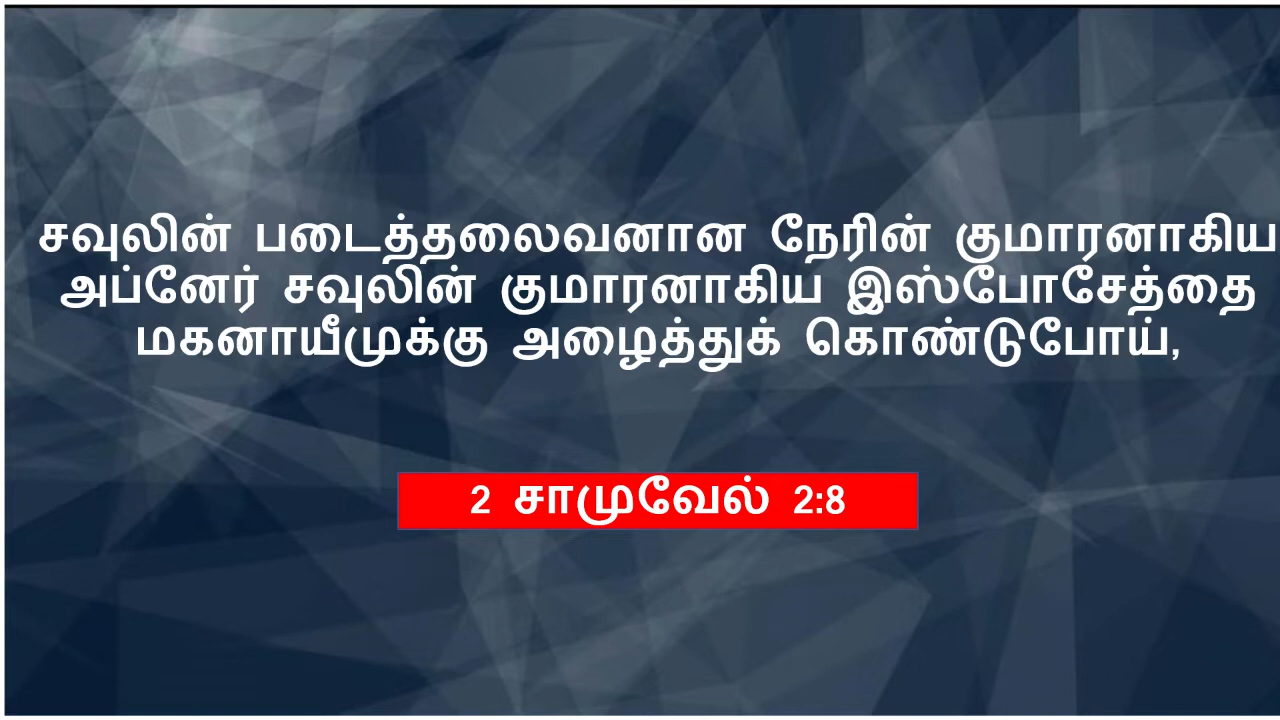 சவுலின் படைத்தலைவனான நேரின் குமாரனாகிய
அப்னேர் சவுலின் குமாரனாகிய இஸ்போசேத்தை
மகனாயீமுக்கு அழைத்துக் கொண்டுபோய்,
2 சாமுவேல் 2:8